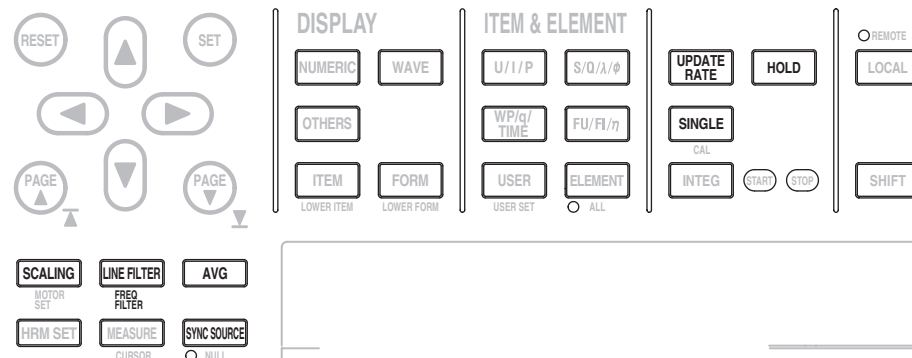 RESET
SET
PAGE
PAGE
DISPLAY
NUMERIC
WAVE
OTHERS
ITEM
FORM
LOWER ITEM
LOWER FORM
ITEM & ELEMENT
U/I/P
S/Q/λ/ϕ
WP/q/
TIME
FU/FI/η
USER
ELEMENT
USER SET
ALL
UPDATE
RATE
HOLD
SINGLE
CAL
INTEG
START
STOP
REMOTE
LOCAL
SHIFT
SCALING
LINE FILTER
AVG
MOTOR
SET
FREQ
FILTER
HRM SET
MEASURE
SYNC SOURCE
CURSOR
NULL